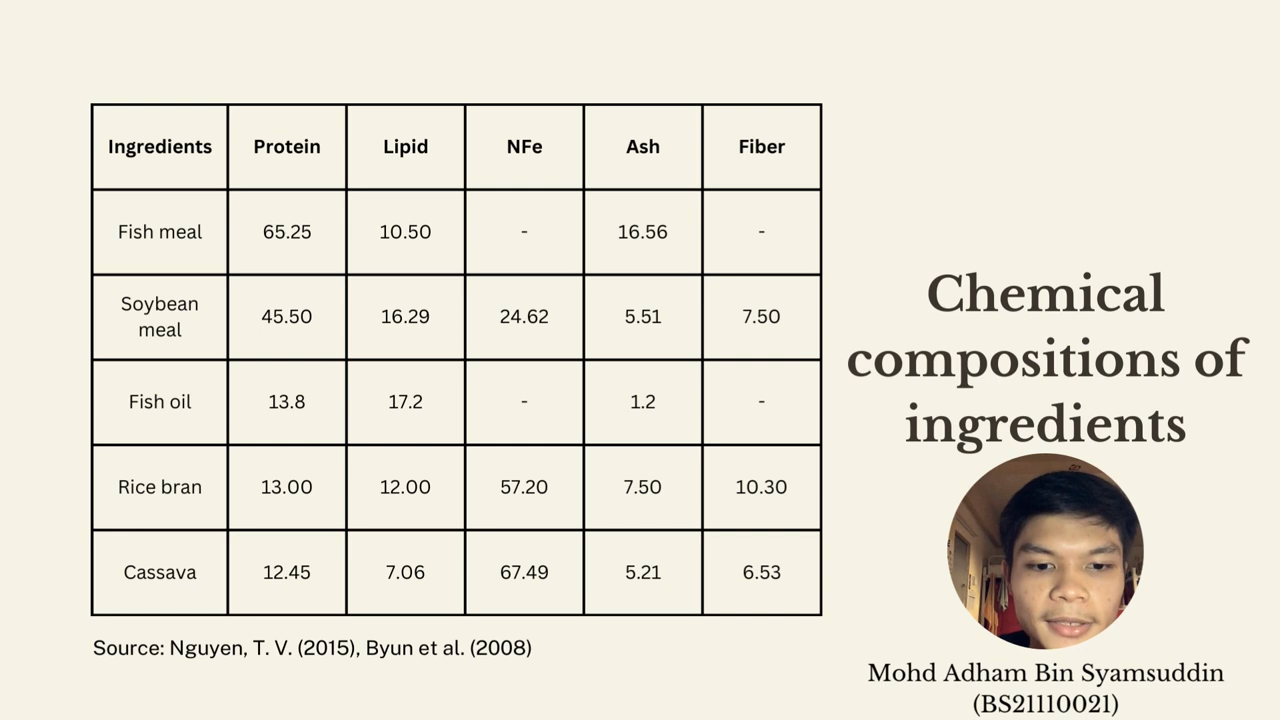 Ingredients Protein Lipid NFe Ash Fiber
Fish meal 65.25 10.50 - 16.56 -
Soybean
meal 45.50 16.29 24.62 5.51 7.50
Fish oil 13.8 17.2 - 1.2 -
Rice bran 13.00 12.00 57.20 7.50 10.30
Cassava 12.45 7.06 67.49 5.21 6.53
Source: Nguyen, T. V. (2015), Byun et al. (2008)
Chemical
compositions of
ingredients
Mohd Adham Bin Syamsuddin
(BS21110021)